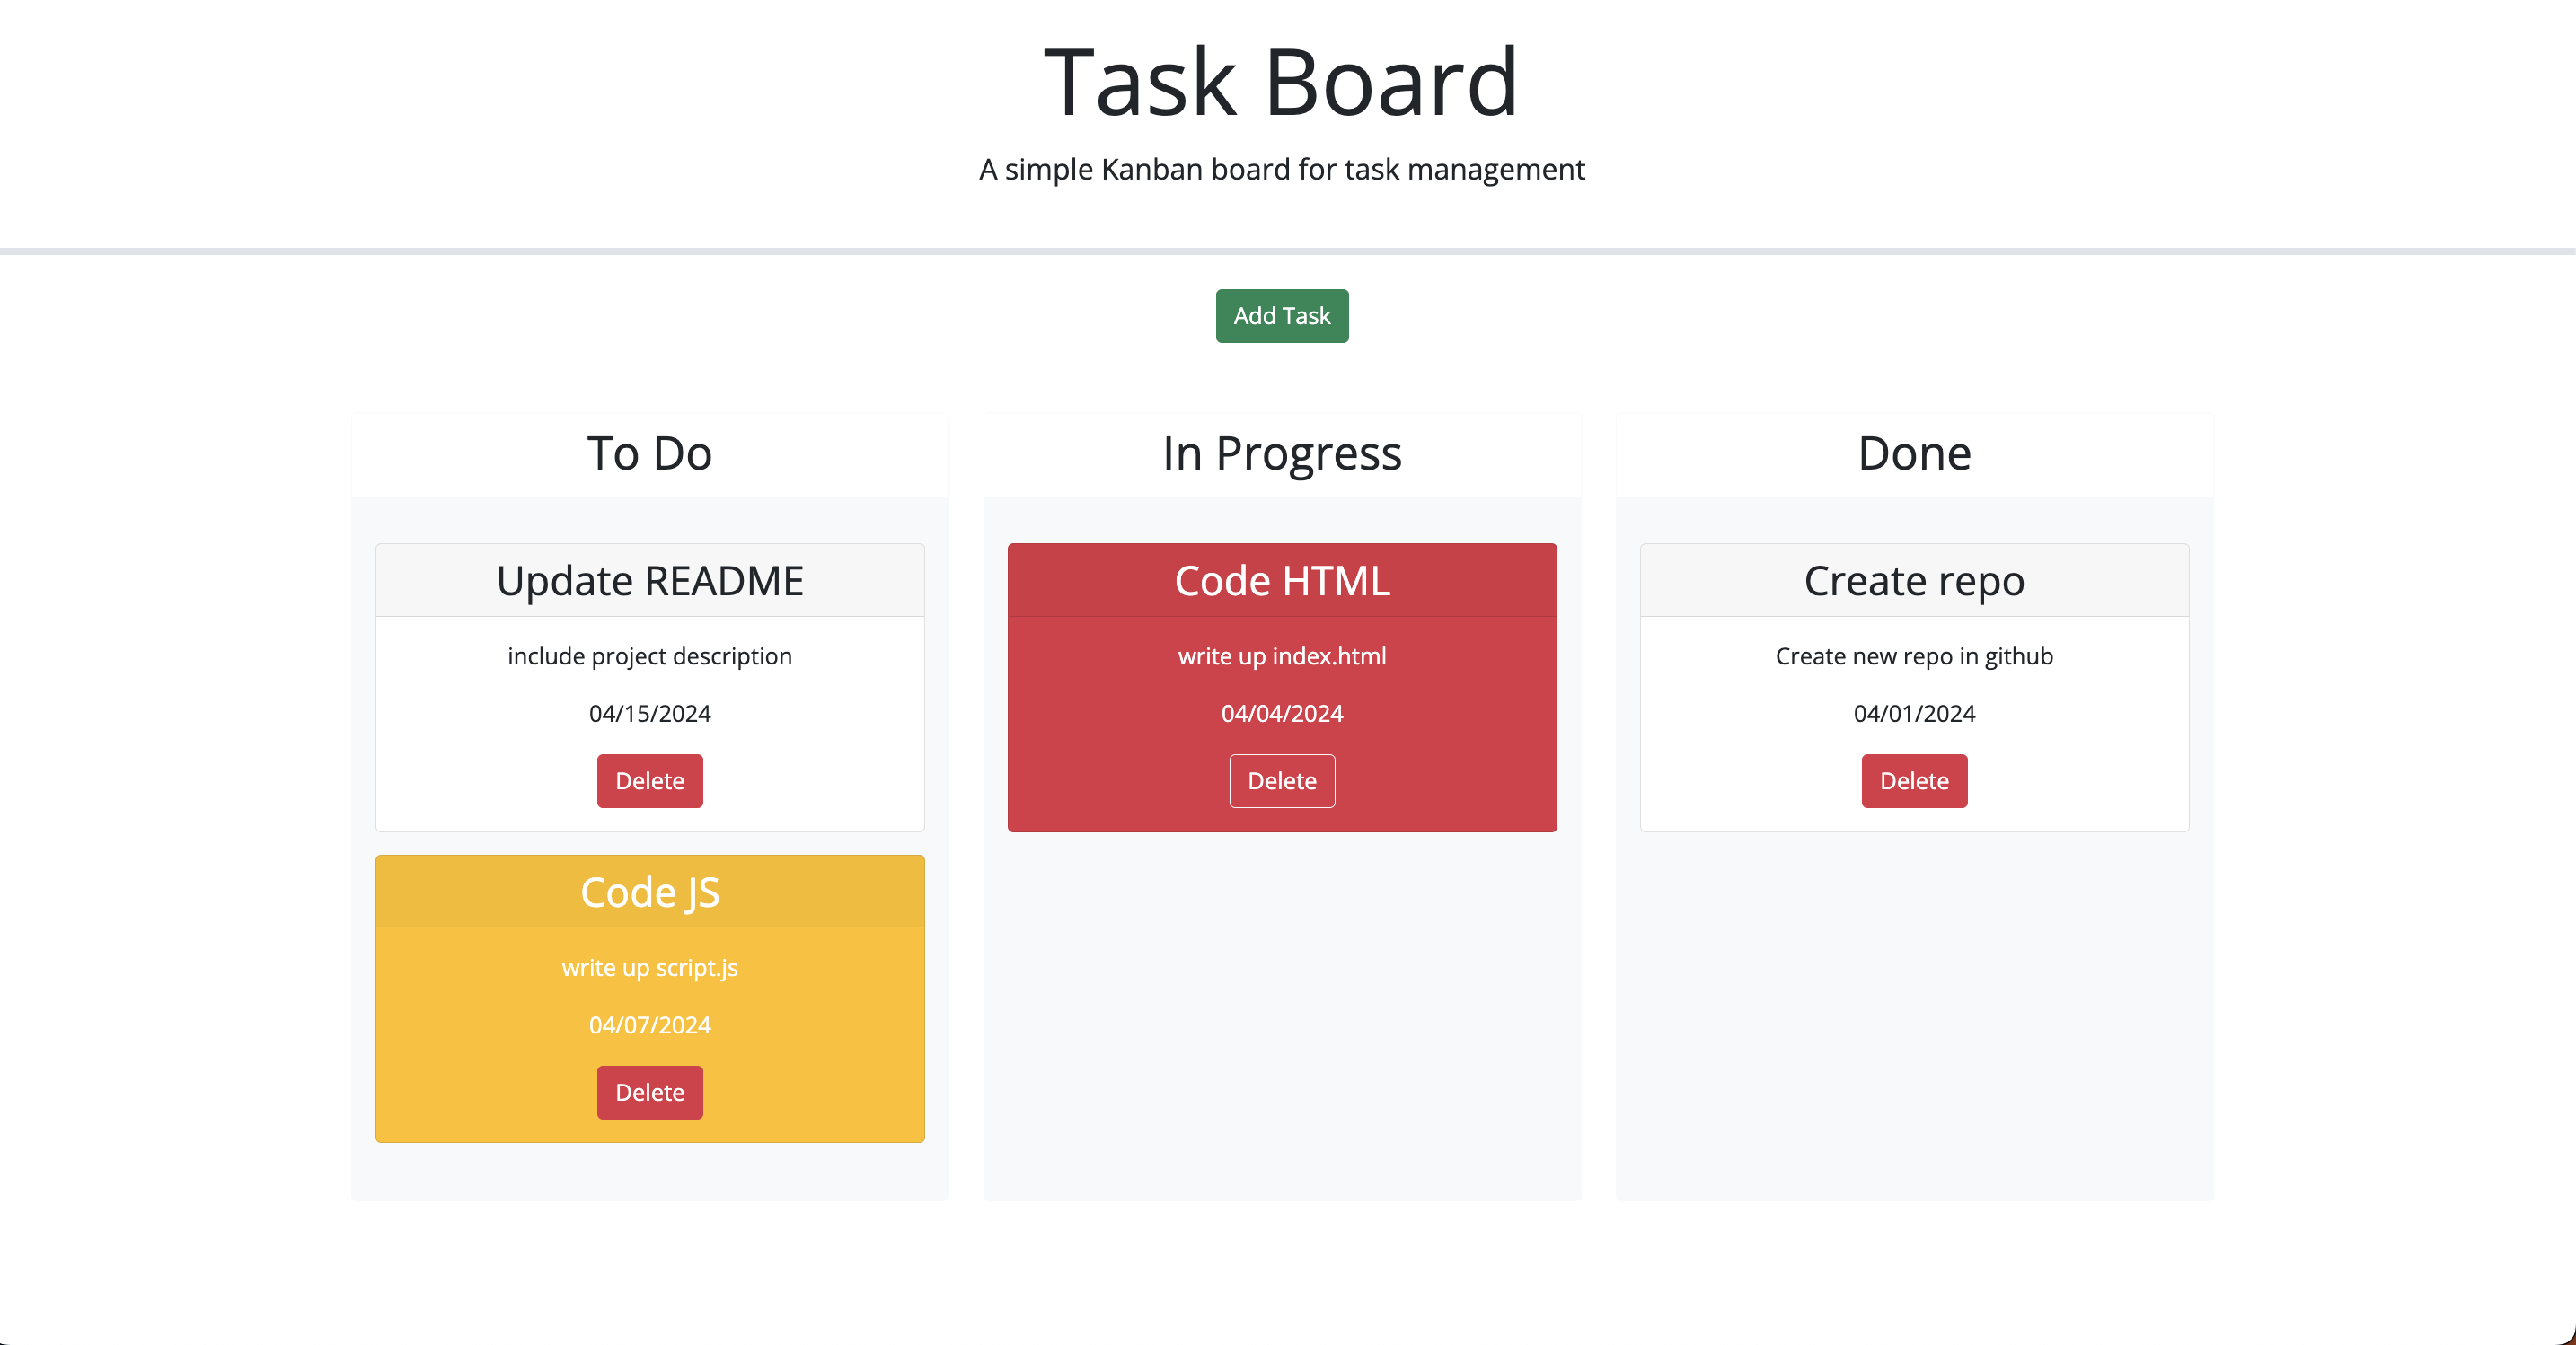 Task Board
A simple Kanban board for task management
Add Task
To Do
Update README
include project description
04/15/2024
Delete
Code JS
write up script.js
04/07/2024
Delete
In Progress
Code HTML
write up index.html
04/04/2024
Delete
Done
Create repo
Create new repo in github
04/01/2024
Delete